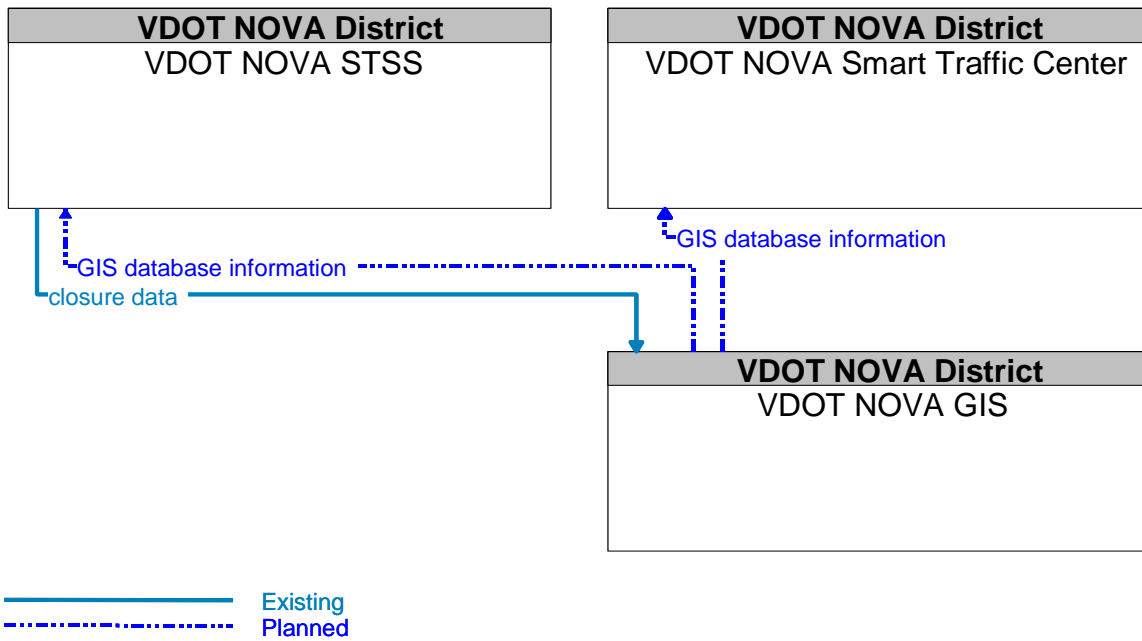 VDOT NOVA District
VDOT NOVA STSS
VDOT NOVA District
VDOT NOVA Smart Traffic Center
GIS database information
GIS database information
closure data
VDOT NOVA District
VDOT NOVA GIS
Existing
Planned